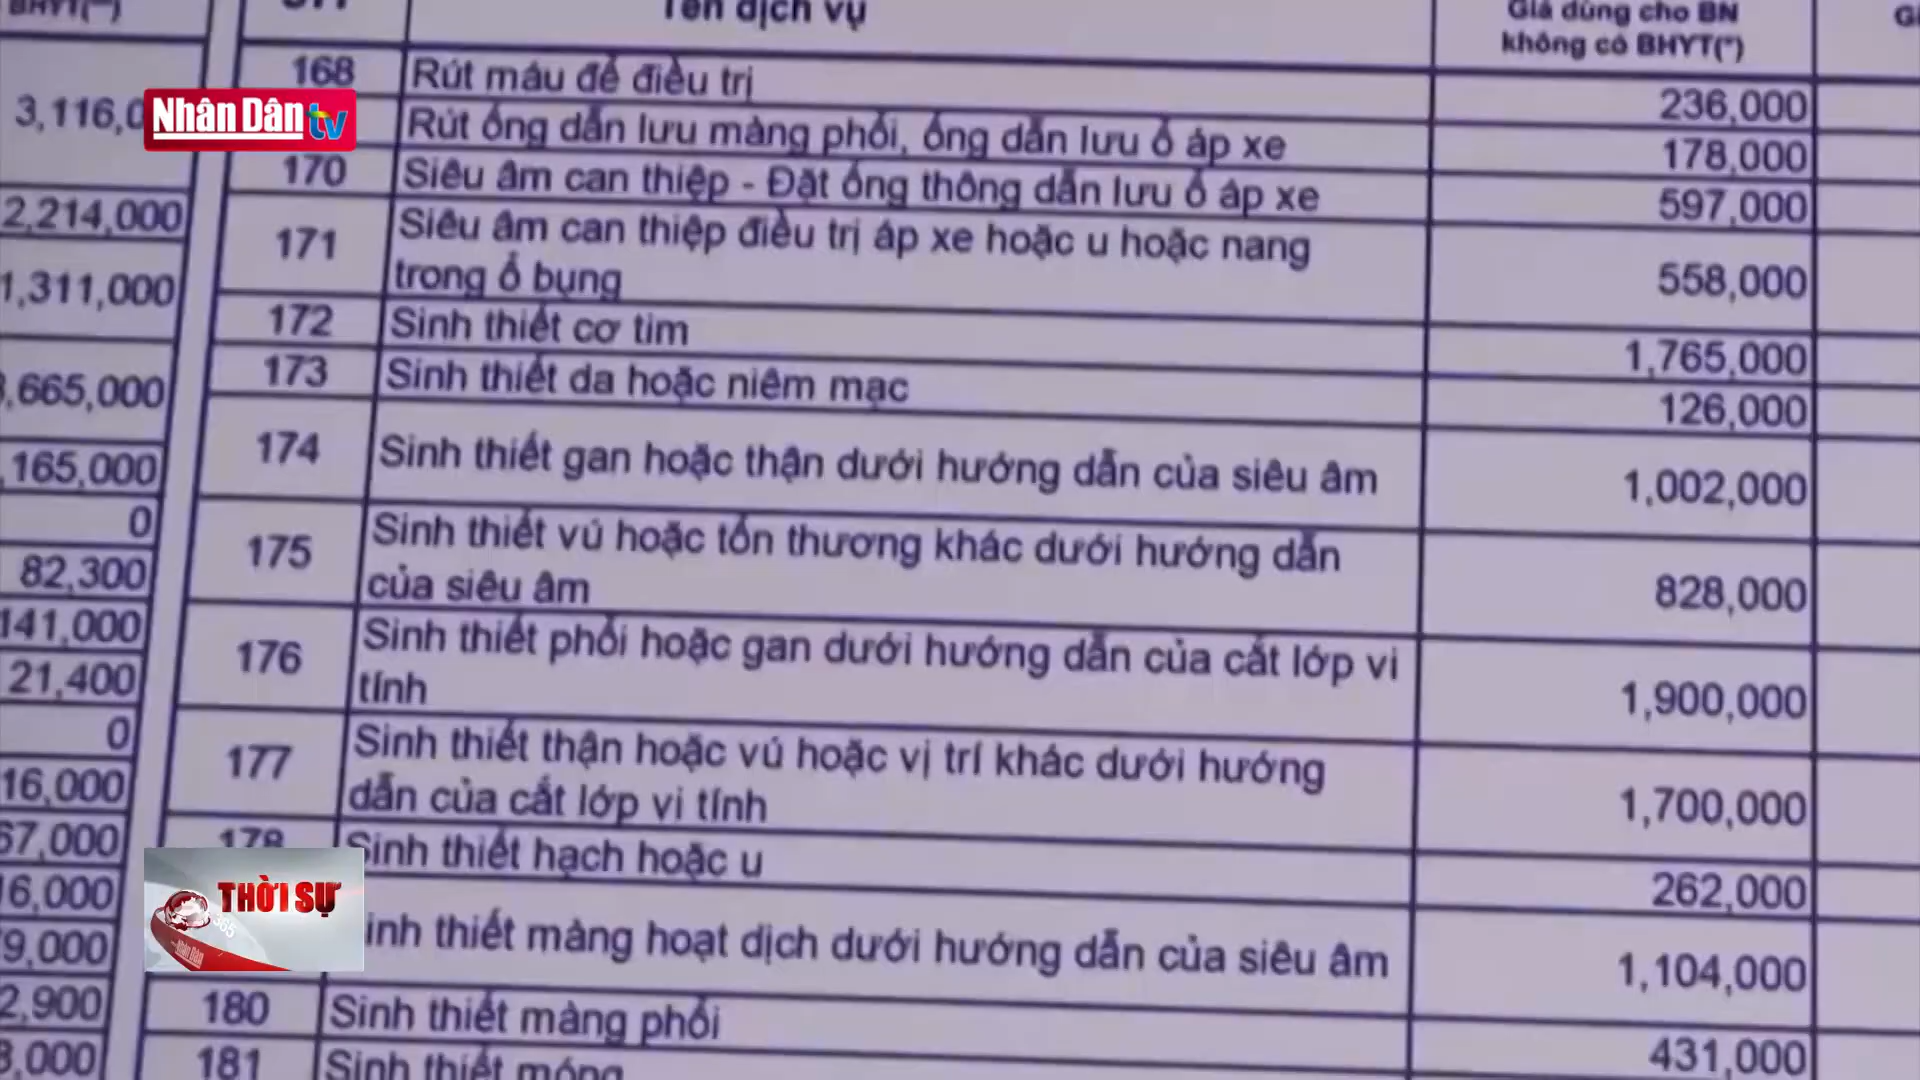 BHYT(**)
3,116,0
2,214,000
1,311,000
,665,000
165,000
0
82,300
141,000
21,400
0
16,000
67,000
6,000
9,000
2,900
3,000
STT
Tên dịch vụ
Giá dùng cho BN
không có BHYT(*)
168 Rút máu để điều trị 236,000
Rút ống dẫn lưu màng phổi, ống dẫn lưu ổ áp xe 178,000
170 Siêu âm can thiệp - Đặt ống thông dẫn lưu ổ áp xe 597,000
171 Siêu âm can thiệp điều trị áp xe hoặc u hoặc nang
trong ổ bụng 558,000
172 Sinh thiết cơ tim 1,765,000
173 Sinh thiết da hoặc niêm mạc 126,000
174 Sinh thiết gan hoặc thận dưới hướng dẫn của siêu âm 1,002,000
175 Sinh thiết vú hoặc tổn thương khác dưới hướng dẫn
của siêu âm 828,000
176 Sinh thiết phổi hoặc gan dưới hướng dẫn của cắt lớp vi
tính 1,900,000
177 Sinh thiết thận hoặc vú hoặc vị trí khác dưới hướng
dẫn của cắt lớp vi tính 1,700,000
178 Sinh thiết hạch hoặc u 262,000
inh thiết màng hoạt dịch dưới hướng dẫn của siêu âm 1,104,000
180 Sinh thiết màng phổi 431,000
181 Sinh thiết móng
Nhân Dân tv
THỜI SỰ
365
NHÂN DÂN